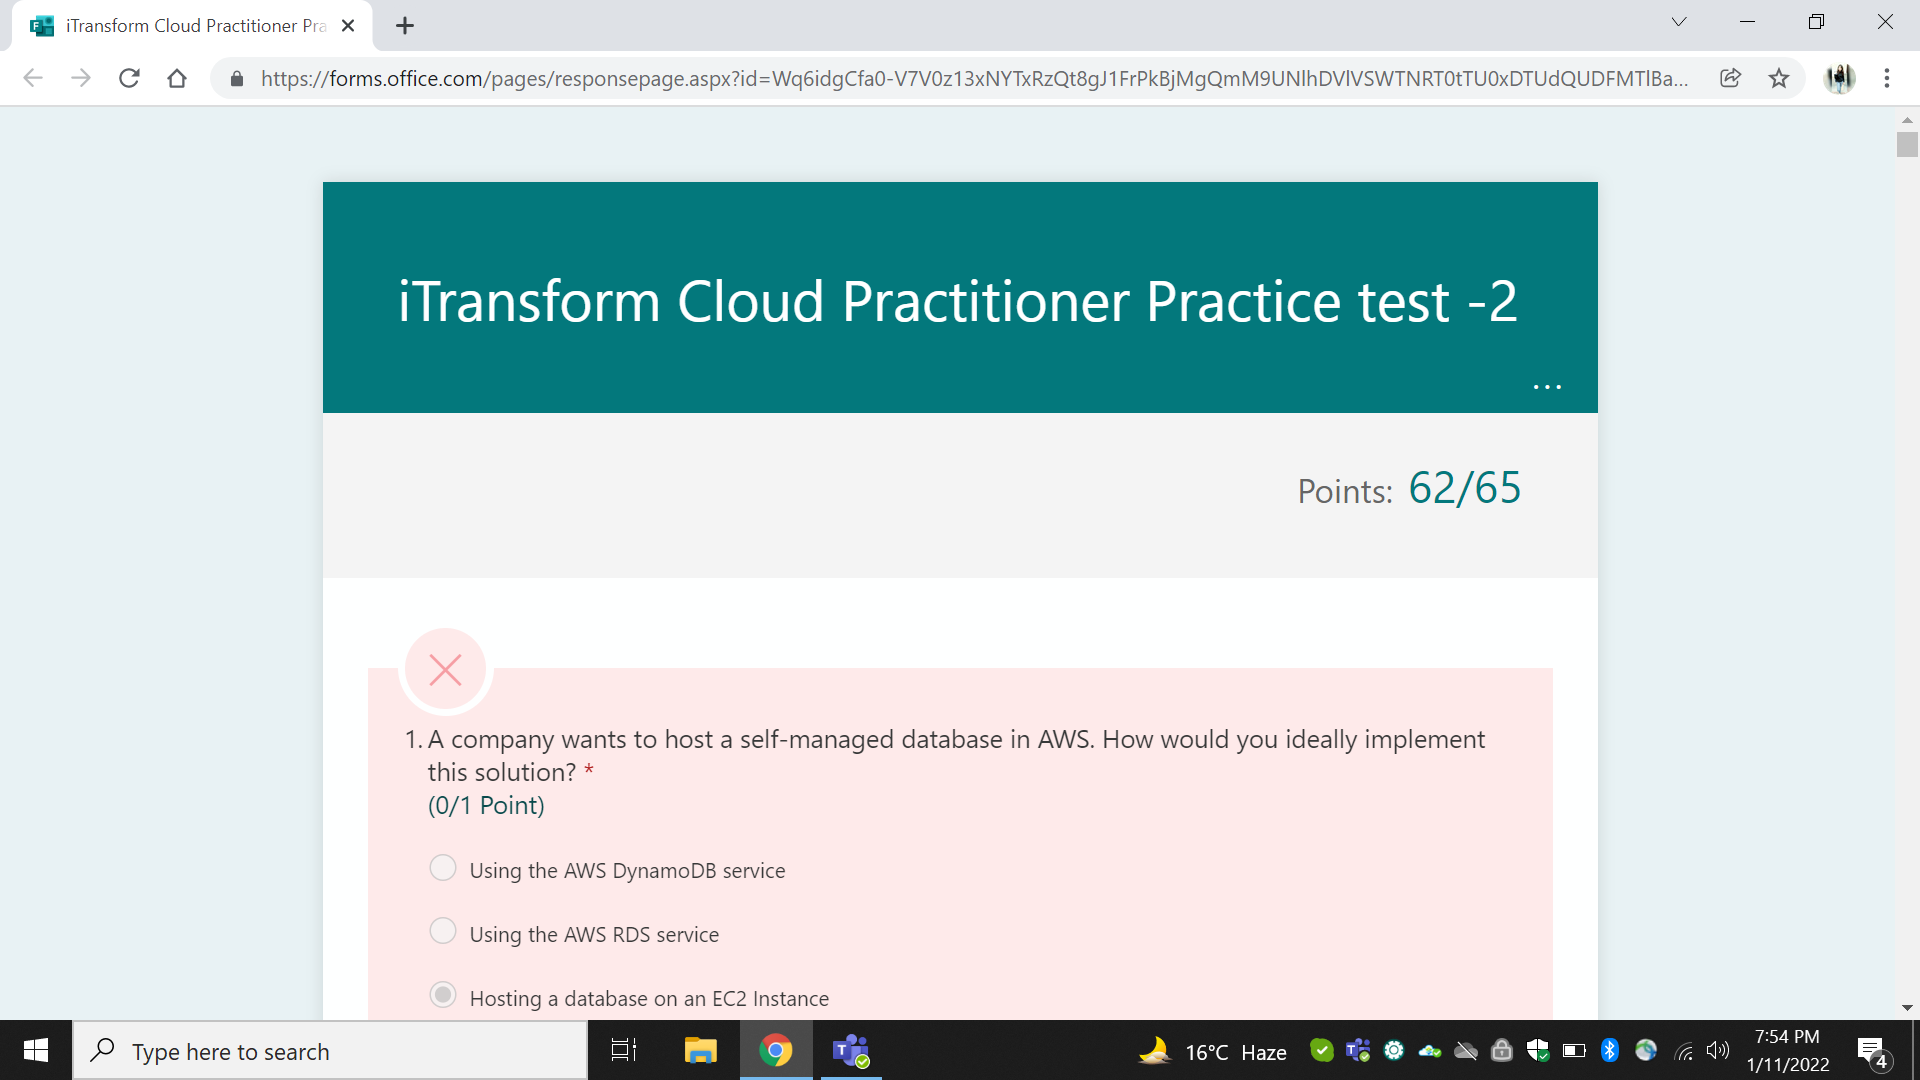 iTransform Cloud Practitioner Pra
https://forms.office.com/pages/responsepage.aspx?id=Wq6idgCfa0-V7V0z13xNYTxRzQt8gJ1FrPkBjMgQmM9UNlhDVlVSWTNRT0tTU0xDTUdQUDFMTlBa...
iTransform Cloud Practitioner Practice test -2
...
Points: 62/65
1. A company wants to host a self-managed database in AWS. How would you ideally implement
this solution? *
(0/1 Point)
Using the AWS DynamoDB service
Using the AWS RDS service
Hosting a database on an EC2 Instance
Type here to search
16°C Haze
7:54 PM
1/11/2022
4